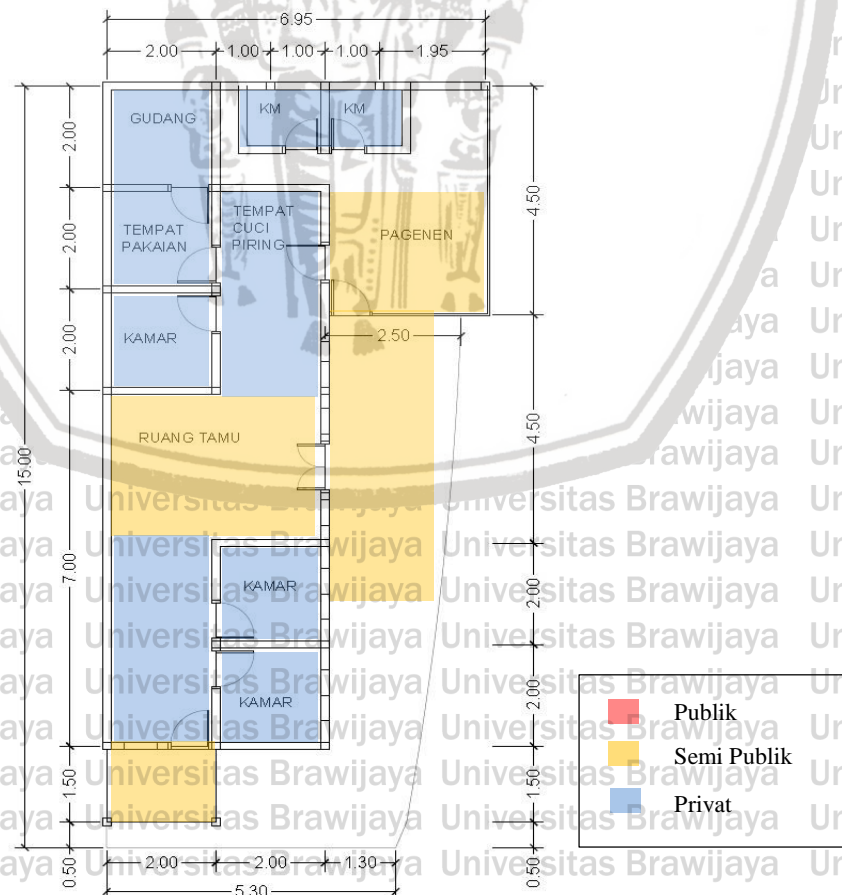 6.95
2.00 1.00 1.00 1.00 1.95
GUDANG
KM
KM
2.00
TEMPAT
PAKAIAN
TEMPAT
CUCI
PIRING
PAGENEN
2.00
4.50
KAMAR
2.00
2.50
RUANG TAMU
15.00
4.50
7.00
KAMAR
2.00
KAMAR
2.00
Publik
Semi Publik
Privat
1.50
1.50
0.50
0.50
2.00 2.00 1.30
5.30
Universitas Brawijaya